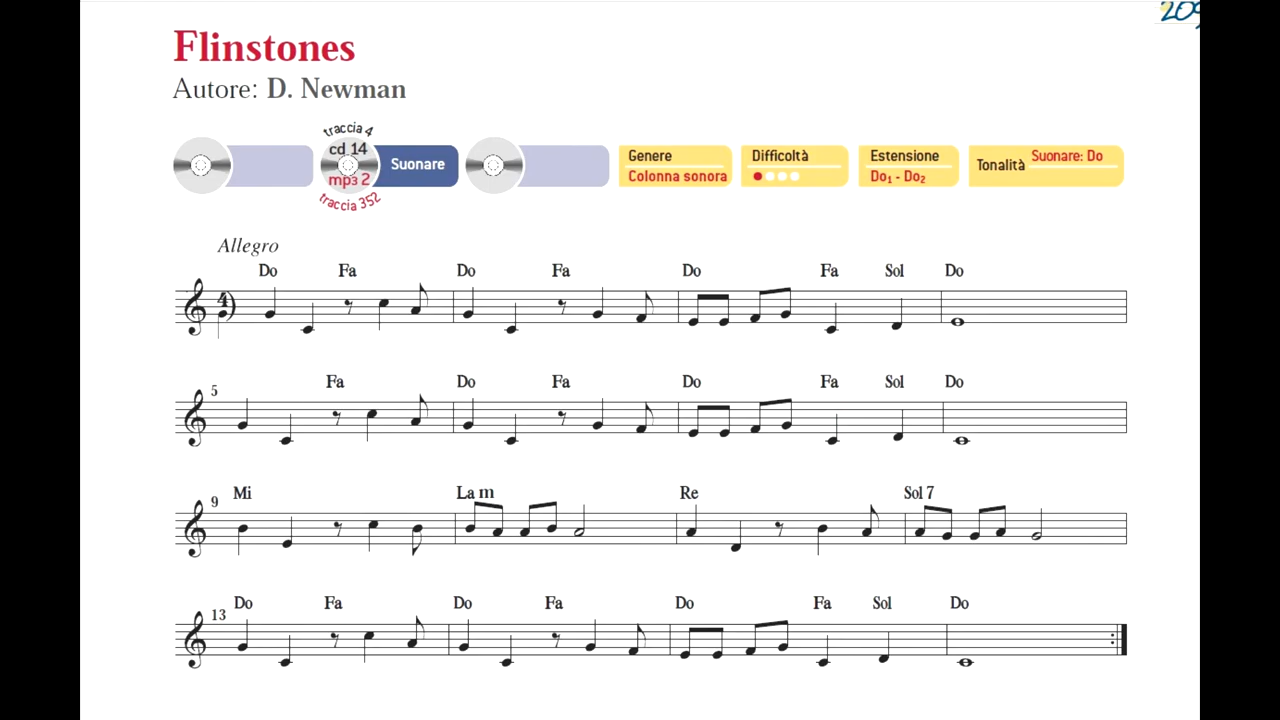 209
Flinstones
Autore: D. Newman
traccia 4
cd 14
mp3 2
traccia 352
Suonare
Genere
Colonna sonora
Difficoltà
Estensione
Do1 - Do2
Tonalità Suonare: Do
Allegro
Do Fa Do Fa Do Fa Sol Do
4
5 Fa Do Fa Do Fa Sol Do
9 Mi La m Re Sol 7
13 Do Fa Do Fa Do Fa Sol Do